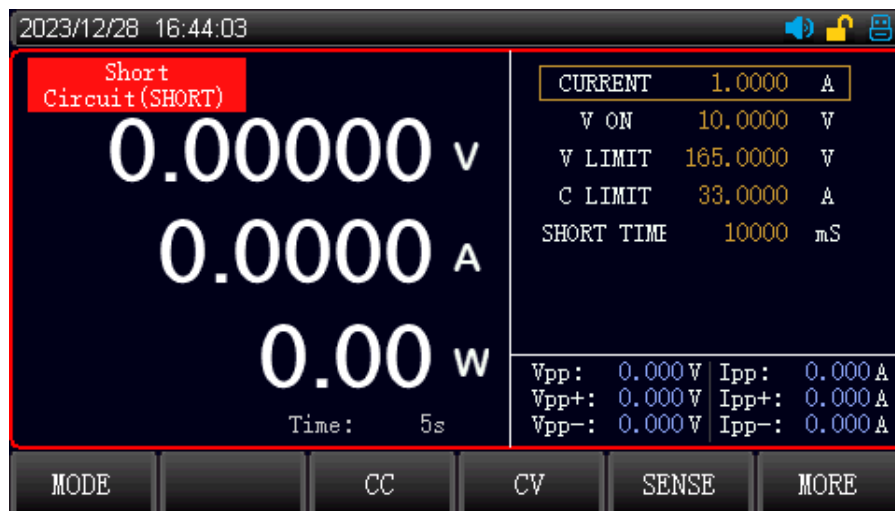 2023/12/28 16:44:03
Short
Circuit(SHORT)
0.00000 V
0.0000 A
0.00 W
Time: 5s
CURRENT 1.0000 A
V ON 10.0000 V
V LIMIT 165.0000 V
C LIMIT 33.0000 A
SHORT TIME 10000 mS
Vpp: 0.000 V Ipp: 0.000 A
Vpp+: 0.000 V Ipp+: 0.000 A
Vpp-: 0.000 V Ipp-: 0.000 A
MODE CC CV SENSE MORE